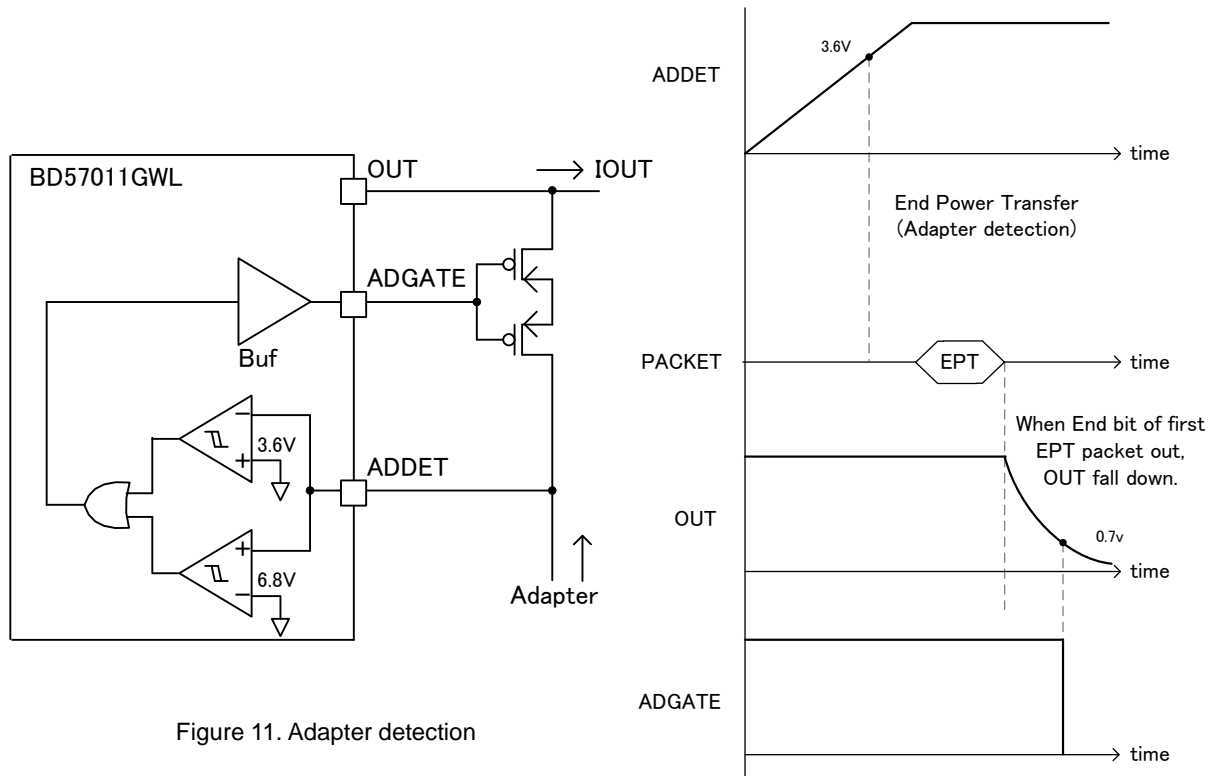 BD57011GWL
OUT
IOUT
ADGATE
Buf
3.6V
ADDET
6.8V
Adapter
Figure 11. Adapter detection
3.6V
ADDET
time
End Power Transfer
(Adapter detection)
PACKET
EPT
time
When End bit of first
EPT packet out,
OUT fall down.
OUT
0.7v
time
ADGATE
time